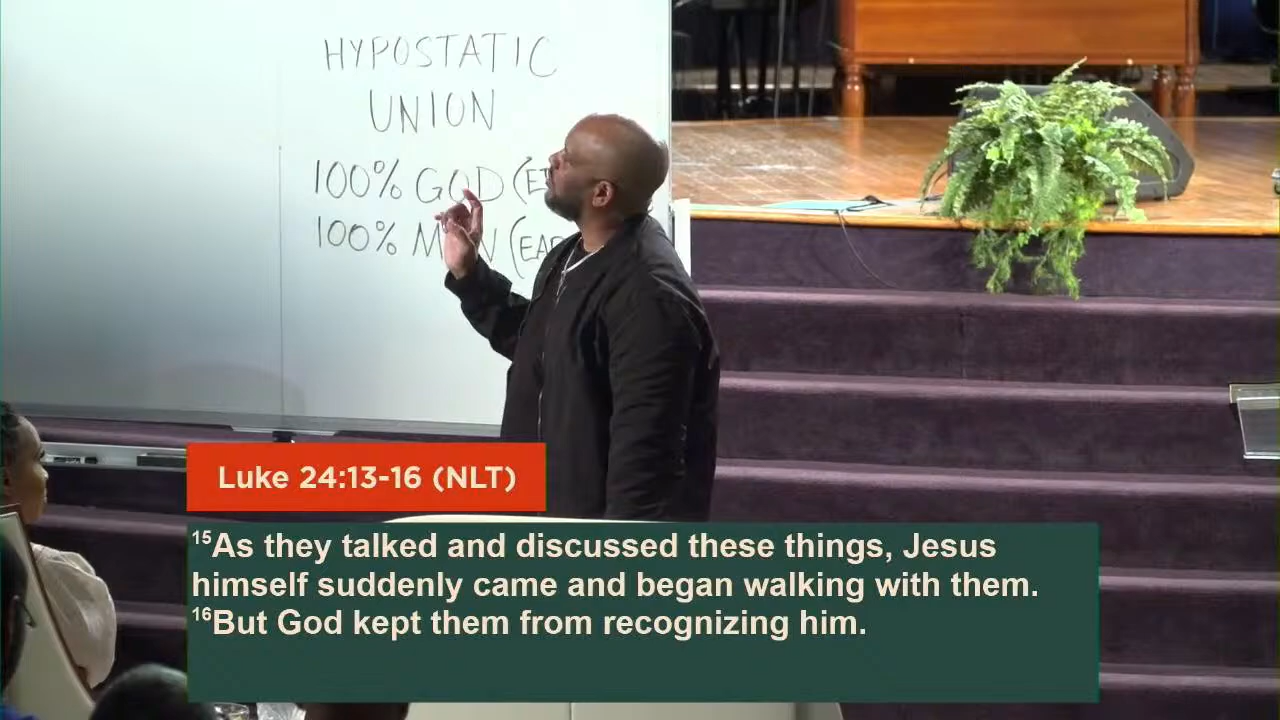 HYPOSTATIC
UNION
100% GOD
100% MAN
Luke 24:13-16 (NLT)
15As they talked and discussed these things, Jesus
himself suddenly came and began walking with them.
16But God kept them from recognizing him.